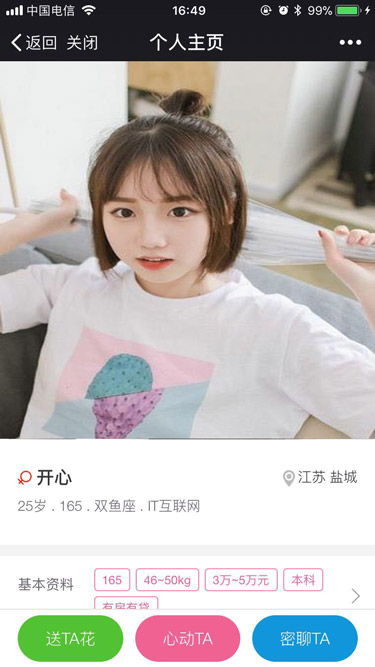 中国电信 16:49 99%
返回 关闭 个人主页
开心 江苏 盐城
25岁 . 165 . 双鱼座 . IT互联网
基本资料 165 46~50kg 3万~5万元 本科
有房有贷
送TA花 心动TA 密聊TA